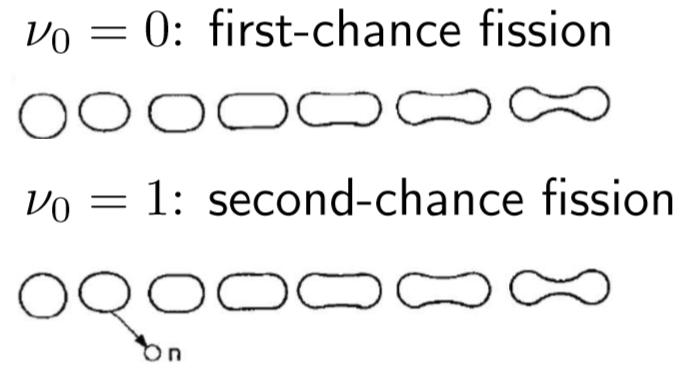 ν₀ = 0: first-chance fission
ν₀ = 1: second-chance fission
n